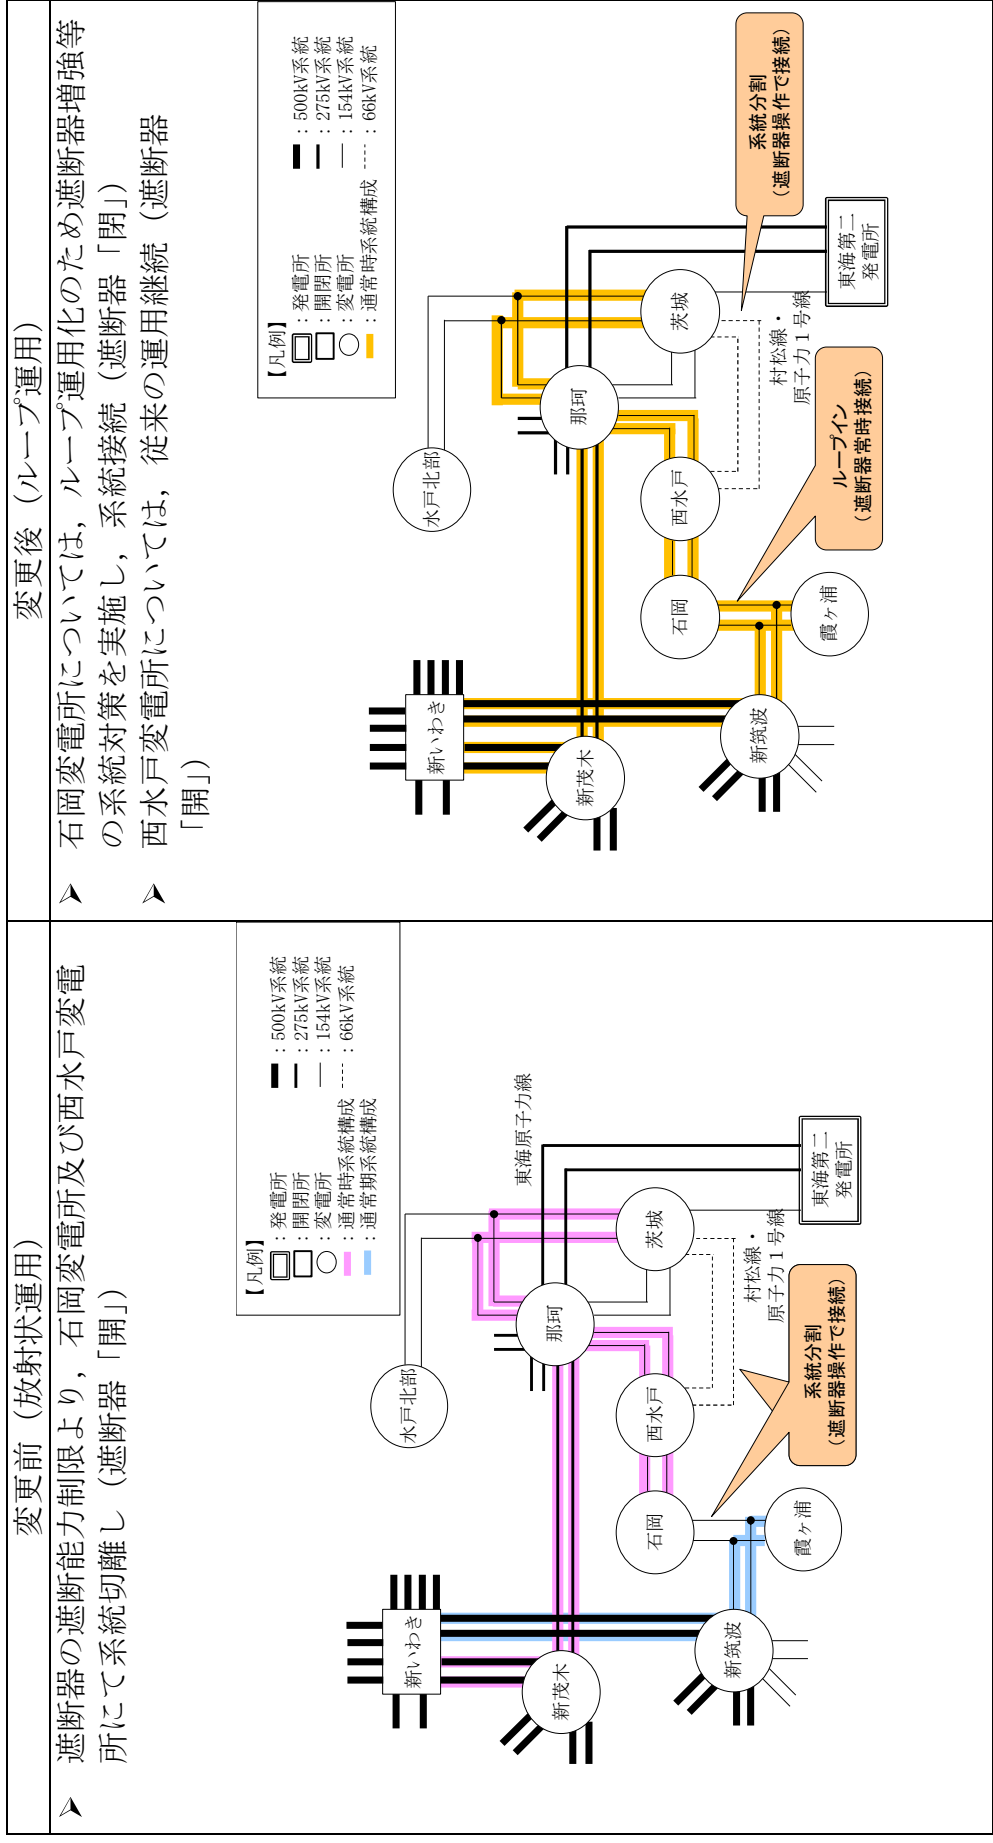 変更前（放射状運用）
➤ 遮断器の遮断能力制限より，石岡変電所及び西水戸変電
所にて系統切離し（遮断器「開」）
【凡例】
：発電所
：開閉所
：変電所
：通常時系統構成
：通常期系統構成
：500kV系統
：275kV系統
：154kV系統
：66kV系統
新いわき
水戸北部
東海原子力線
新茂木
那珂
石岡
西水戸
茨城
新筑波
霞ヶ浦
村松線・
原子力１号線
東海第二
発電所
系統分割
（遮断器操作で接続）
変更後（ループ運用）
➤ 石岡変電所については，ループ運用化のため遮断器増強等
の系統対策を実施し，系統接続（遮断器「閉」）
➤ 西水戸変電所については，従来の運用継続（遮断器
「開」）
【凡例】
：発電所
：開閉所
：変電所
：通常時系統構成
：500kV系統
：275kV系統
：154kV系統
：66kV系統
新いわき
水戸北部
新茂木
那珂
石岡
西水戸
茨城
新筑波
霞ヶ浦
村松線・
原子力１号線
東海第二
発電所
系統分割
（遮断器操作で接続）
ループイン
（遮断器常時接続）